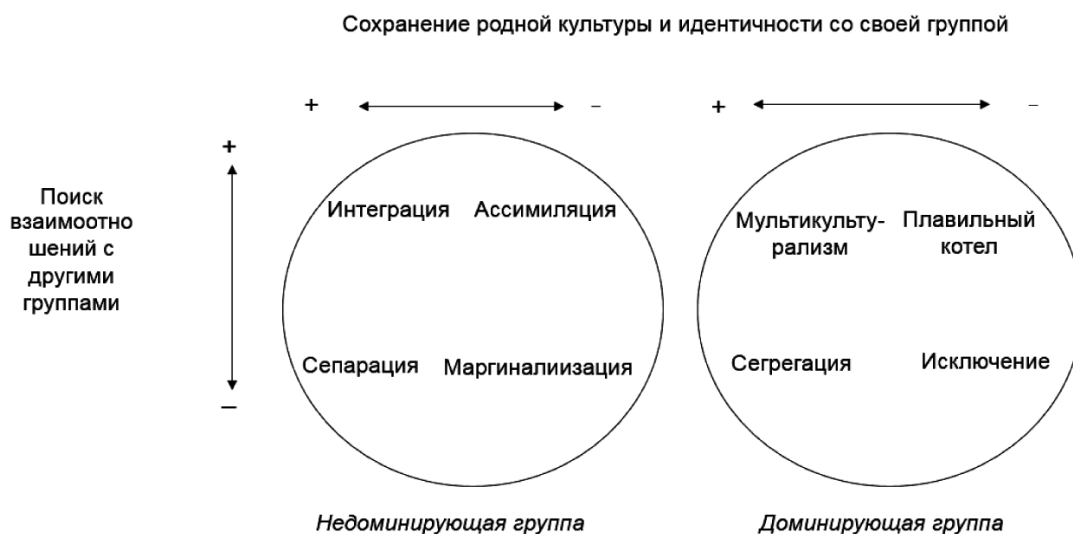 Сохранение родной культуры и идентичности со своей группой
+ – + –
+
–
Поиск
взаимоотно
шений с
другими
группами
Интеграция Ассимиляция
Сепарация Маргиналиизация
Недоминирующая группа
Мультикульту-
рализм
Плавильный
котел
Сегрегация Исключение
Доминирующая группа